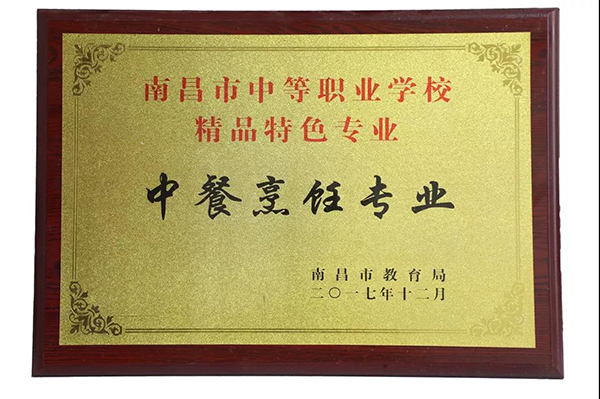 南昌市中等职业学校
精品特色专业
中餐烹饪专业
南昌市教育局
二〇一七年十二月